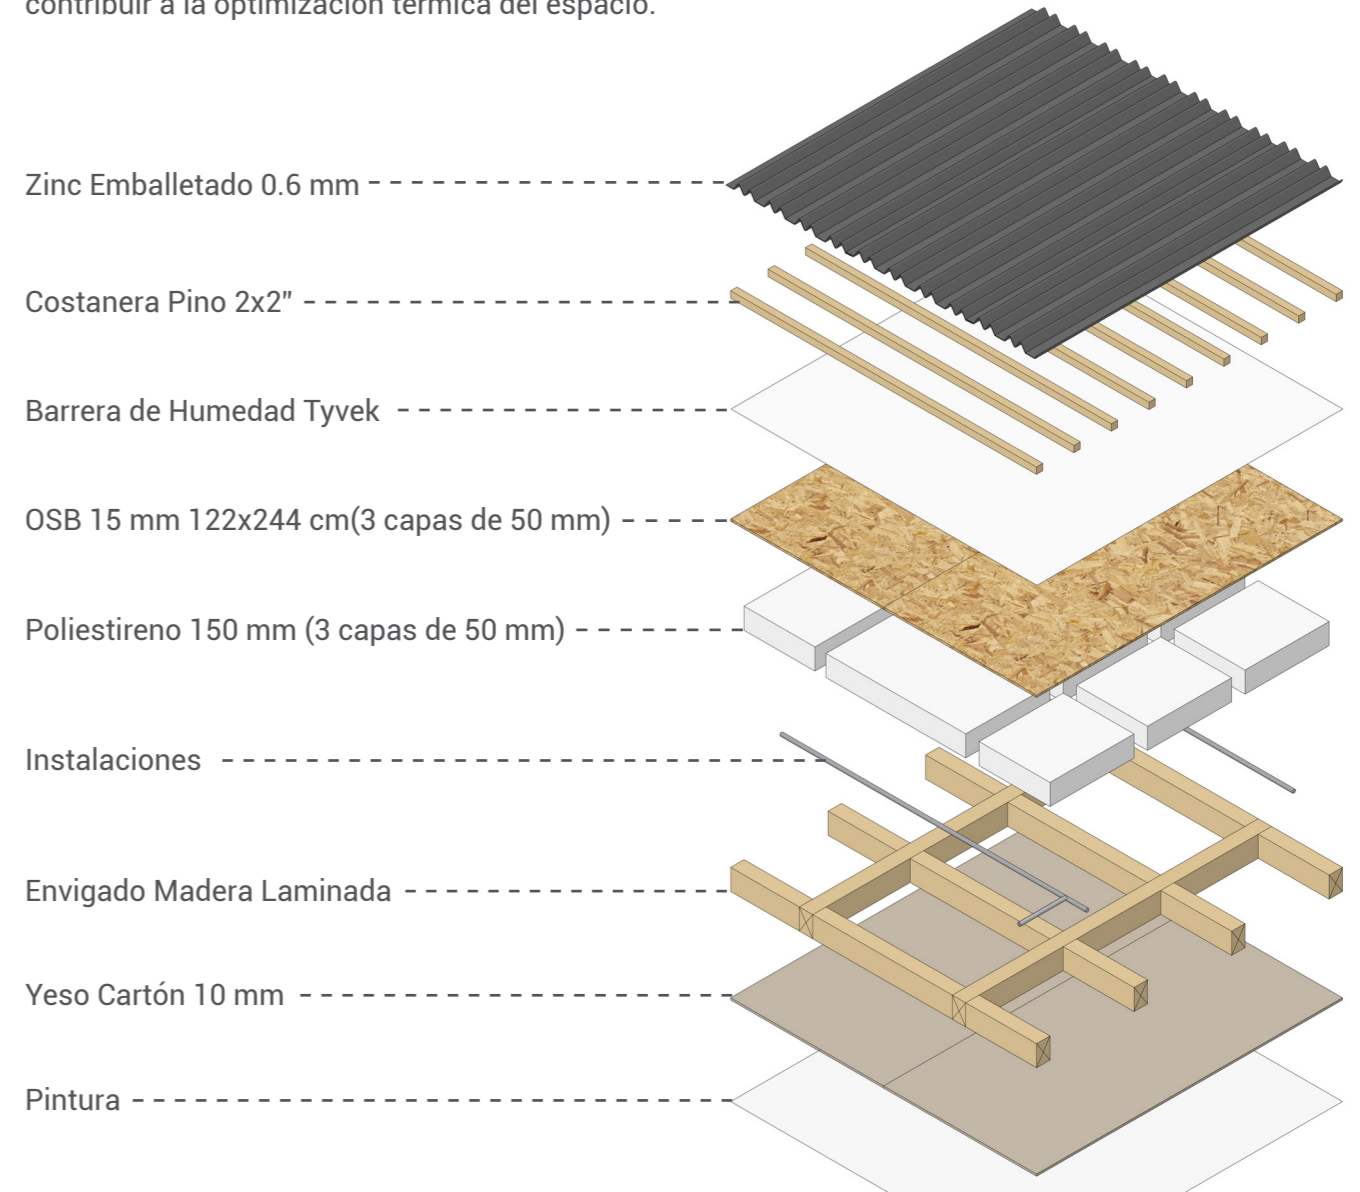 contribuir a la optimización térmica del espacio.
Zinc Emballetado 0.6 mm
Costanera Pino 2x2"
Barrera de Humedad Tyvek
OSB 15 mm 122x244 cm(3 capas de 50 mm)
Poliestireno 150 mm (3 capas de 50 mm)
Instalaciones
Envigado Madera Laminada
Yeso Cartón 10 mm
Pintura